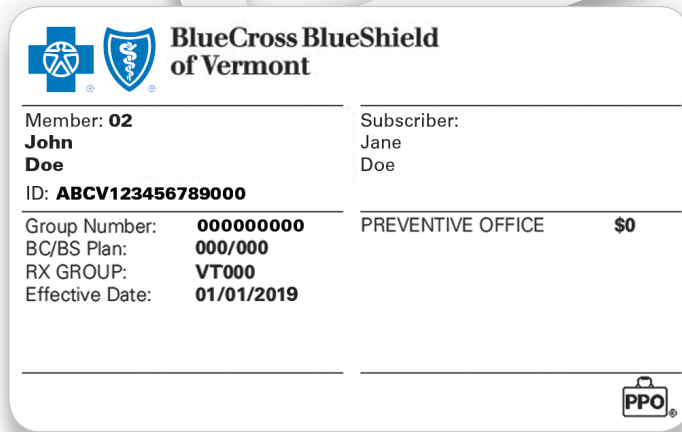 BlueCross BlueShield
of Vermont
Member: 02
John
Doe
ID: ABCV123456789000
Subscriber:
Jane
Doe
Group Number: 000000000
BC/BS Plan: 000/000
RX GROUP: VT000
Effective Date: 01/01/2019
PREVENTIVE OFFICE $0
PPO®